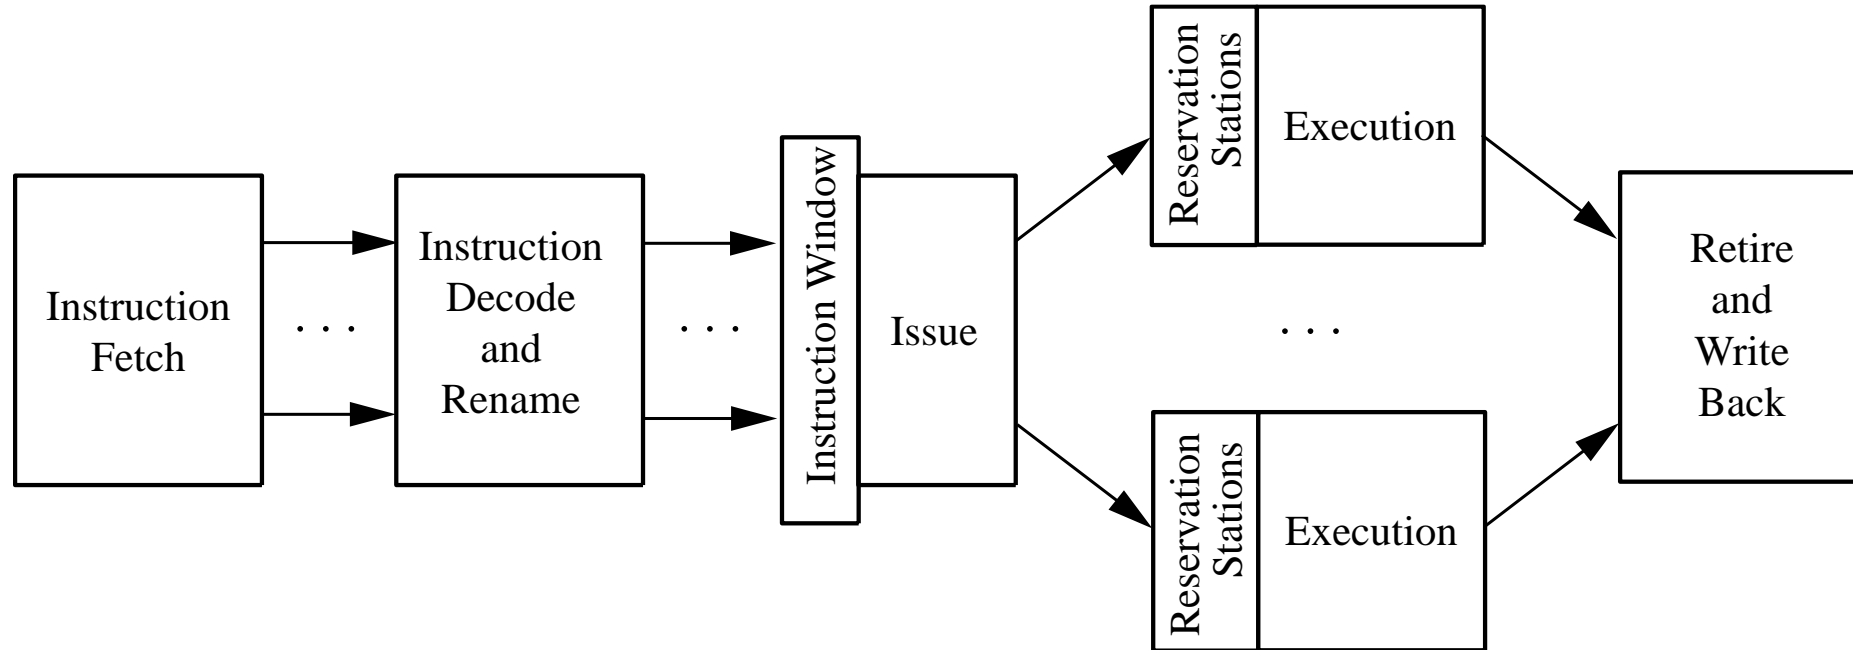 Instruction
Fetch
. . .
Instruction
Decode
and
Rename
. . .
Instruction Window
Issue
Reservation
Stations
Execution
. . .
Reservation
Stations
Execution
Retire
and
Write
Back